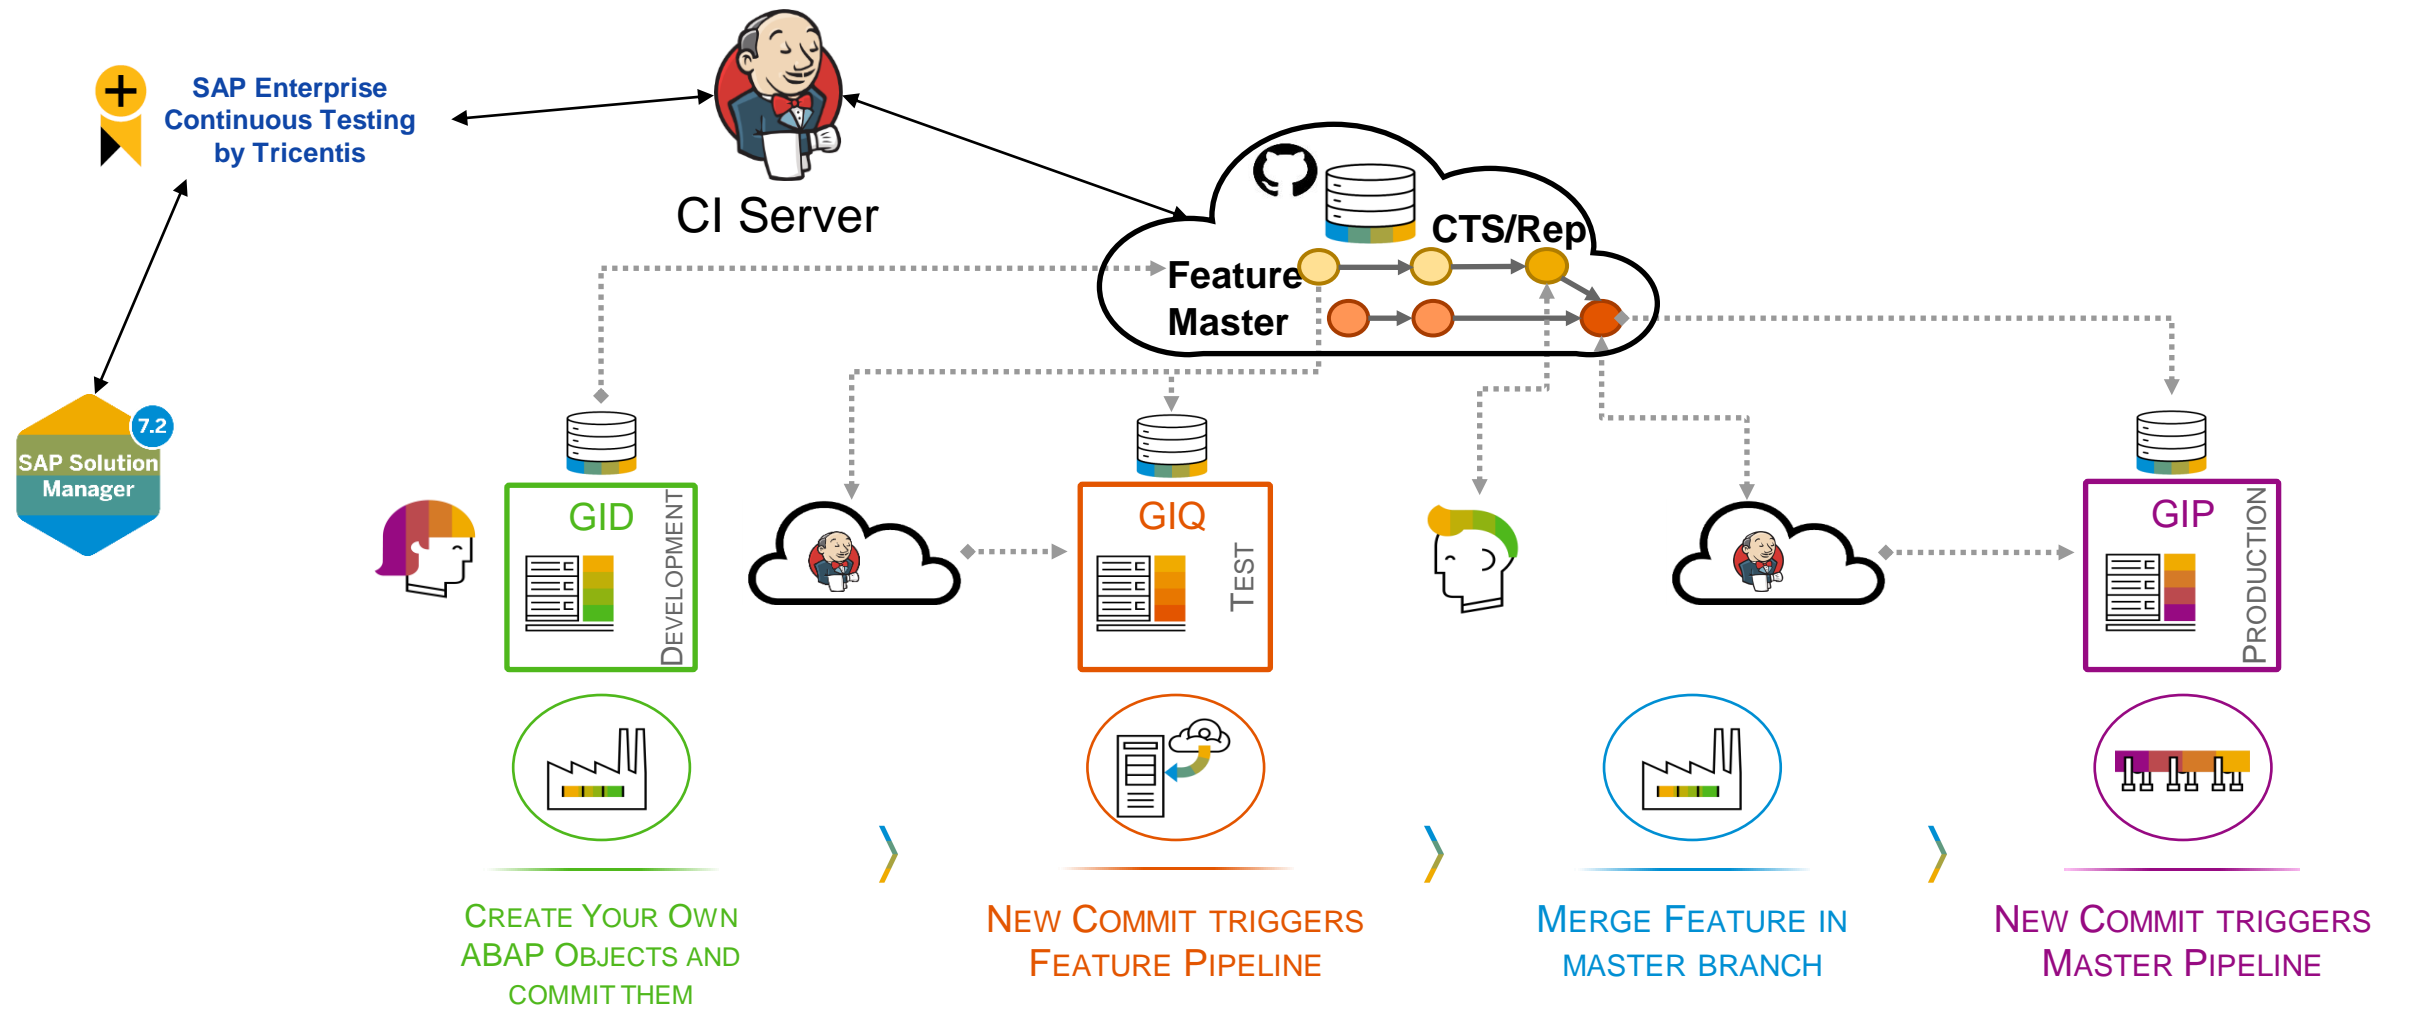 SAP Enterprise
Continuous Testing
by Tricentis
CI Server
CTS/Rep
Feature
Master
7.2
SAP Solution
Manager
GID
DEVELOPMENT
GIQ
TEST
GIP
PRODUCTION
CREATE YOUR OWN
ABAP OBJECTS AND
COMMIT THEM
NEW COMMIT TRIGGERS
FEATURE PIPELINE
MERGE FEATURE IN
MASTER BRANCH
NEW COMMIT TRIGGERS
MASTER PIPELINE